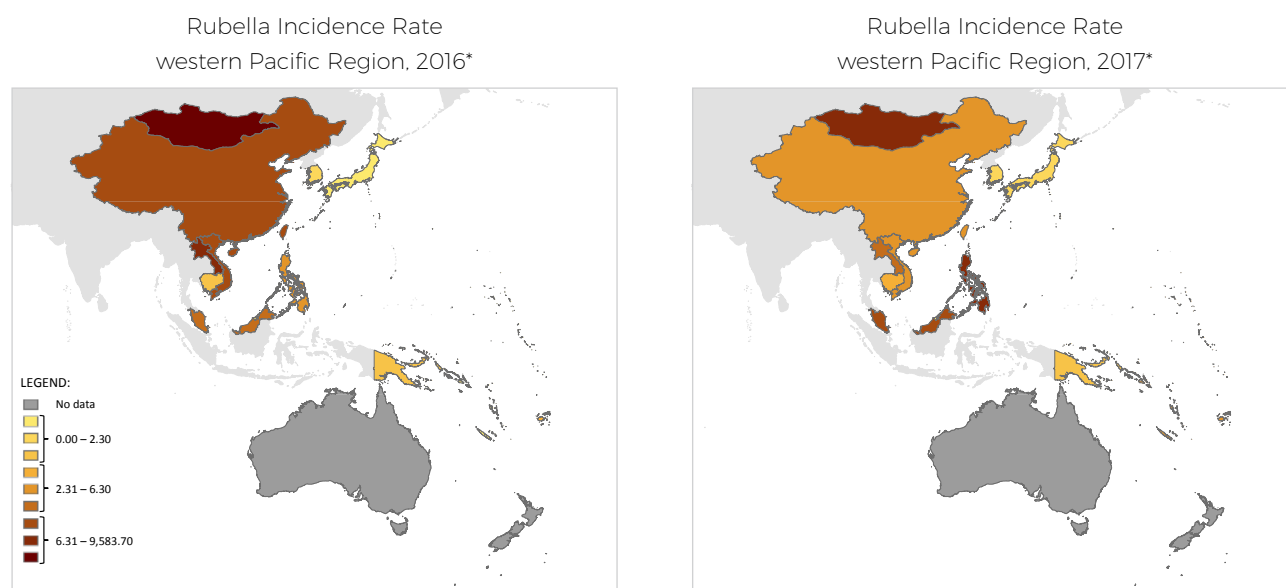 Rubella Incidence Rate
western Pacific Region, 2016*
Rubella Incidence Rate
western Pacific Region, 2017*
LEGEND:
No data
0.00 – 2.30
2.31 – 6.30
6.31 – 9,583.70